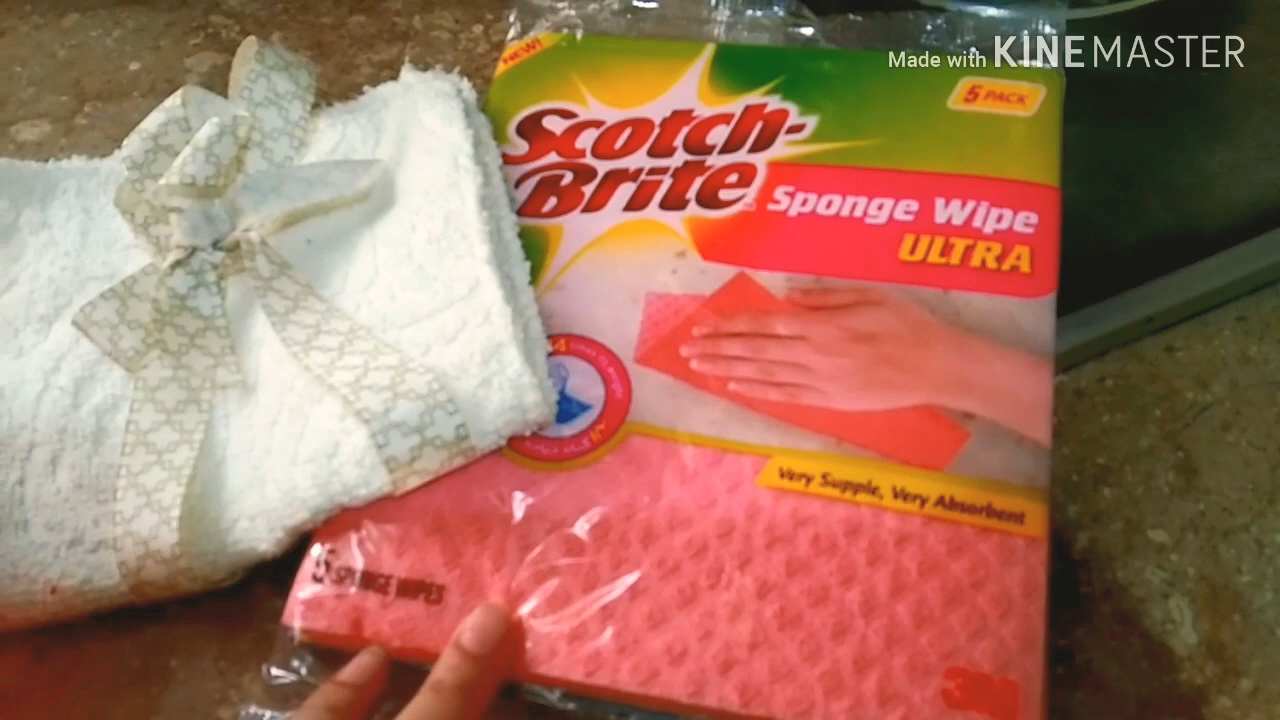 Made with KINEMASTER
NEW!
5 PACK
Scotch-
Brite
Sponge Wipe
ULTRA
Very Supple, Very Absorbent
5 SPONGE WIPES
3M